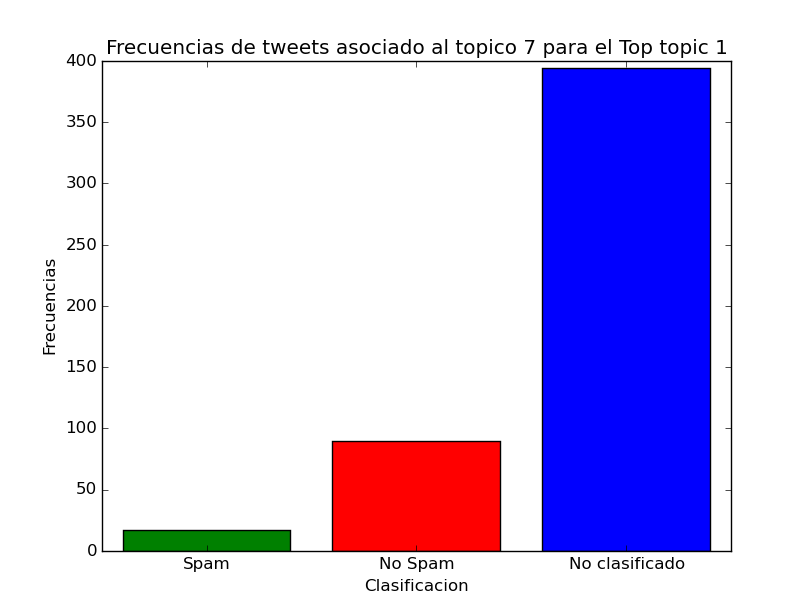 Frecuencias de tweets asociado al topico 7 para el Top topic 1
400
350
300
250
200
150
100
50
0
Frecuencias
Spam No Spam No clasificado
Clasificacion